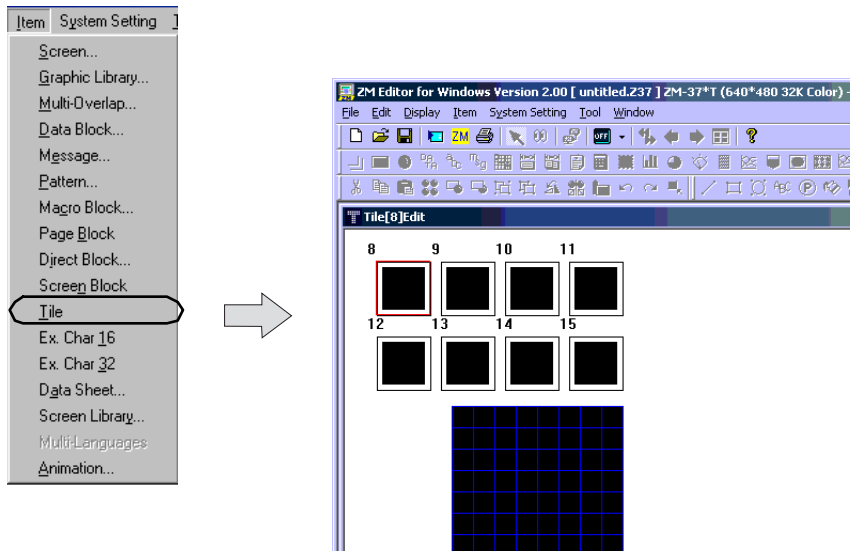 Item System Setting
Screen...
Graphic Library...
Multi-Overlap...
Data Block...
Message...
Pattern...
Macro Block...
Page Block
Direct Block...
Screen Block
Tile
Ex. Char 16
Ex. Char 32
Data Sheet...
Screen Library...
Multi-Languages
Animation...
ZM Editor for Windows Version 2.00 [ untitled.Z37 ] ZM-37*T (640*480 32K Color) -
File Edit Display Item System Setting Tool Window
ZM OFF
Tile[8]Edit
8 9 10 11
12 13 14 15